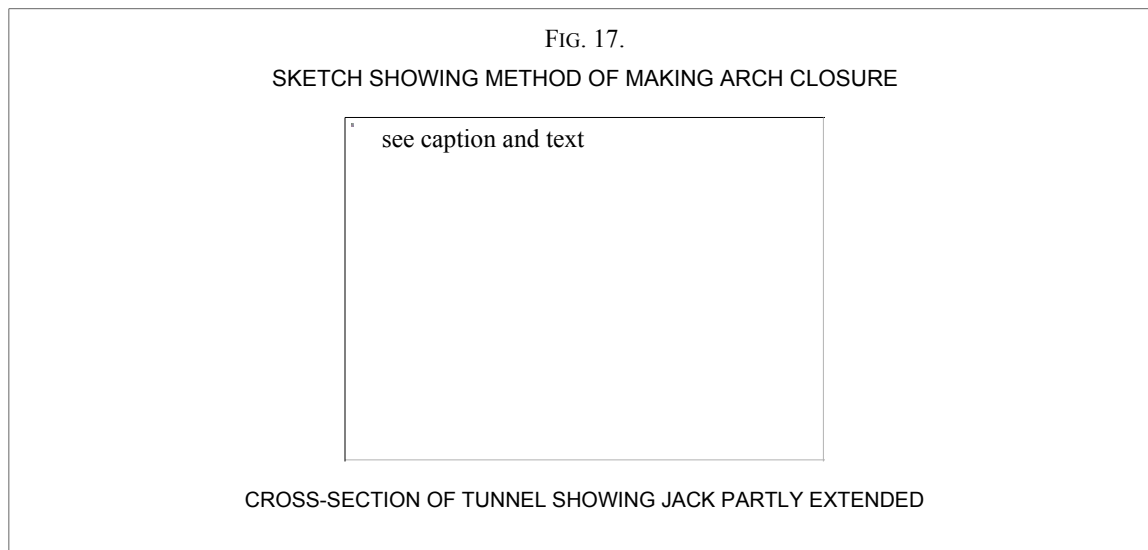 FIG. 17.
SKETCH SHOWING METHOD OF MAKING ARCH CLOSURE
see caption and text
CROSS-SECTION OF TUNNEL SHOWING JACK PARTLY EXTENDED